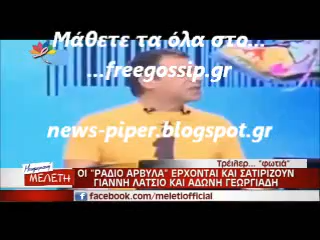 Μάθετε τα όλα στο...
...freegossip.gr
news-piper.blogspot.gr
Τρέιλερ... "φωτιά"
Μεσημεριανή
ΜΕΛΕΤΗ
ΟΙ "ΡΑΔΙΟ ΑΡΒΥΛΑ" ΕΡΧΟΝΤΑΙ ΚΑΙ ΣΑΤΙΡΙΖΟΥΝ
ΓΙΑΝΝΗ ΛΑΤΣΙΟ ΚΑΙ ΑΔΩΝΗ ΓΕΩΡΓΙΑΔΗ
facebook.com/meletiofficial